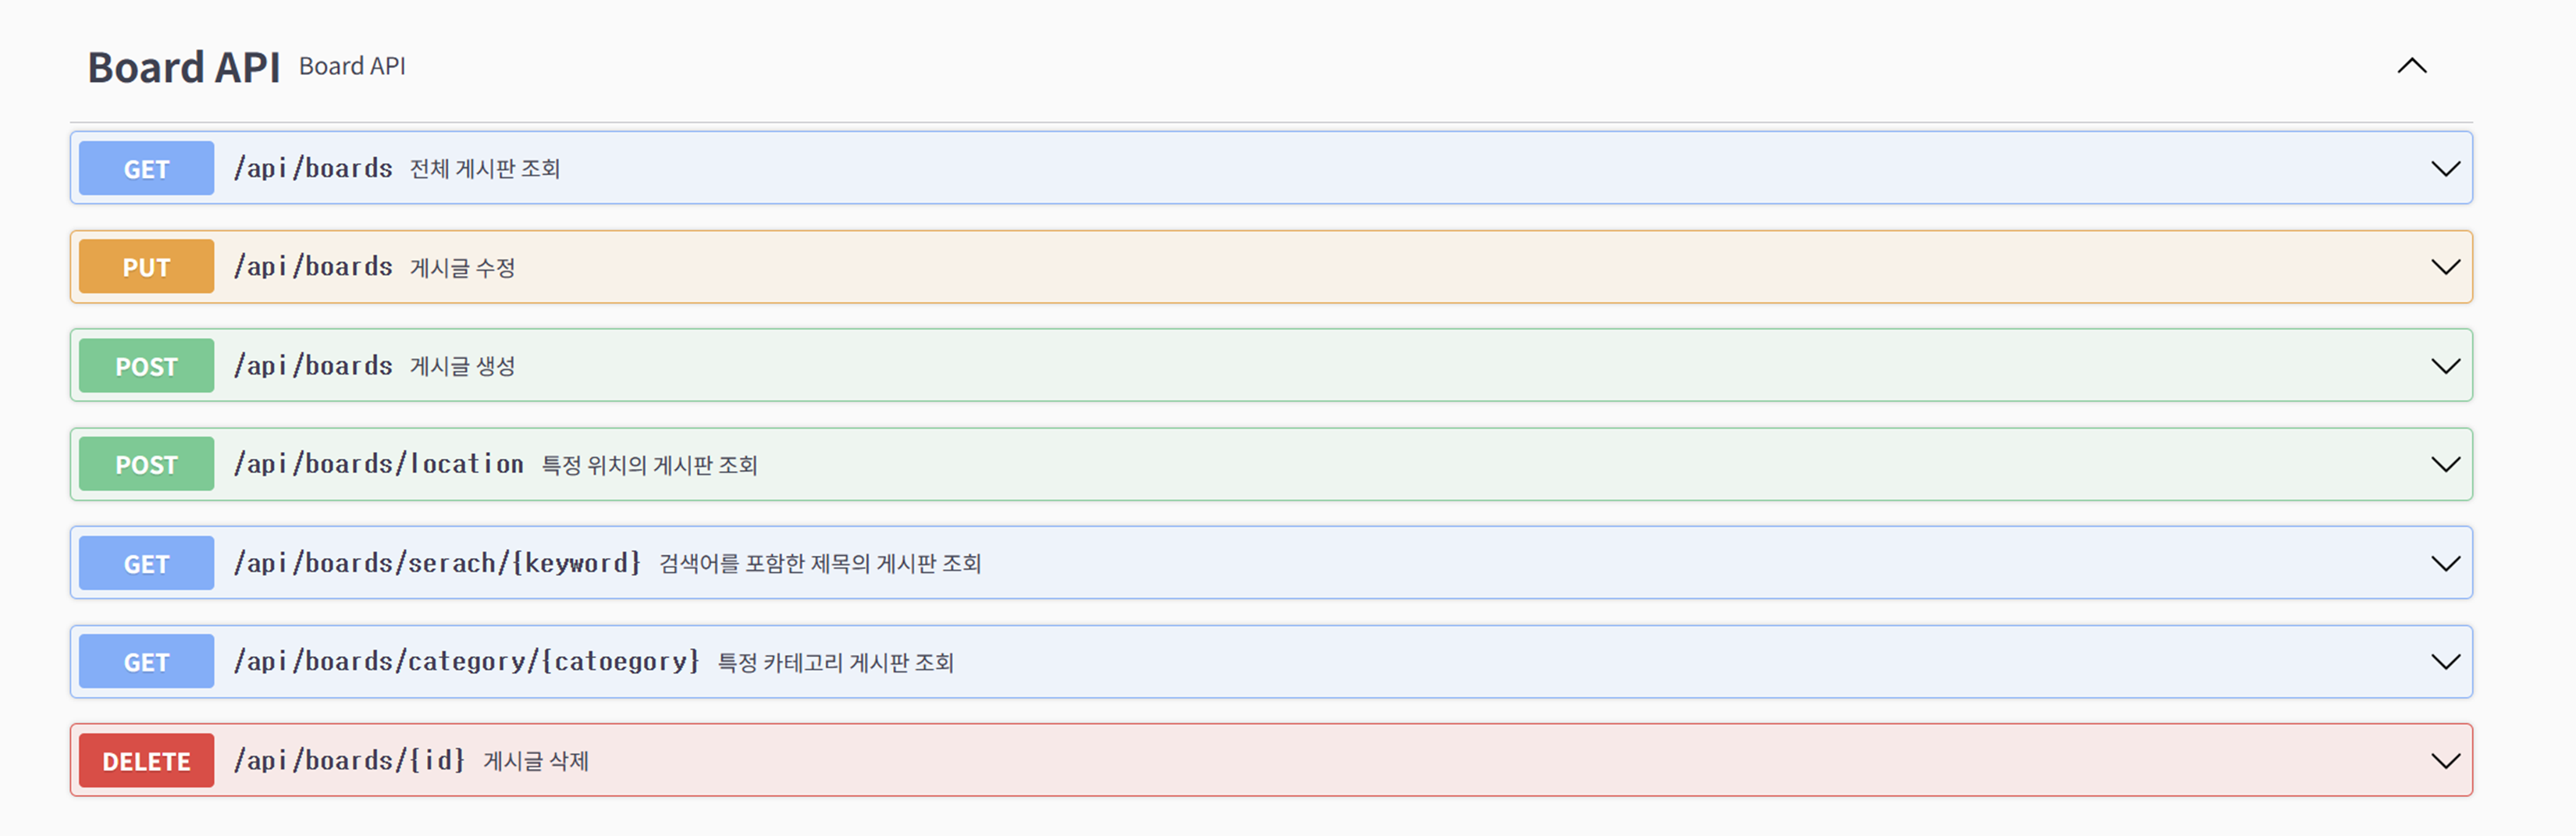 Board API Board API
GET /api/boards 전체 게시판 조회
PUT /api/boards 게시글 수정
POST /api/boards 게시글 생성
POST /api/boards/location 특정 위치의 게시판 조회
GET /api/boards/serach/{keyword} 검색어를 포함한 제목의 게시판 조회
GET /api/boards/category/{catoegory} 특정 카테고리 게시판 조회
DELETE /api/boards/{id} 게시글 삭제